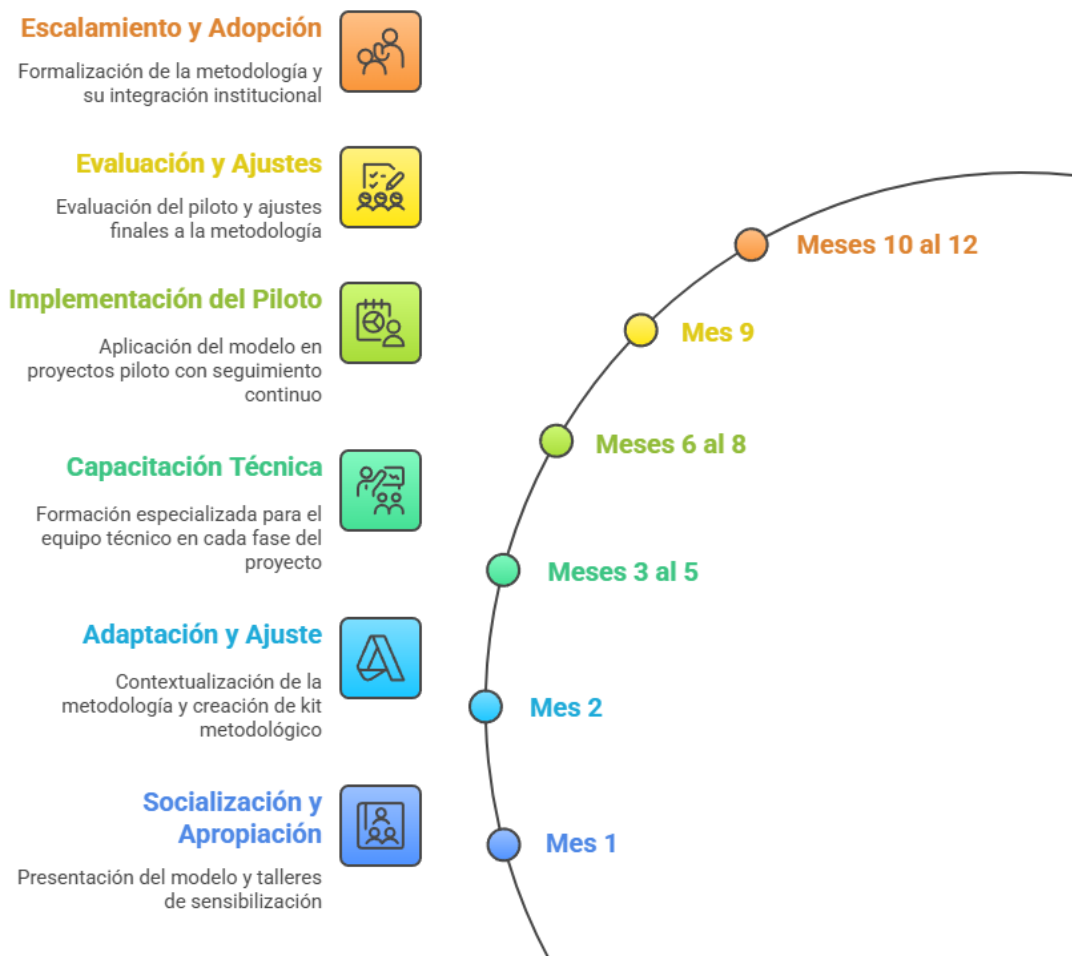 Escalamiento y Adopción
Formalización de la metodología y
su integración institucional
Meses 10 al 12
Evaluación y Ajustes
Evaluación del piloto y ajustes
finales a la metodología
Mes 9
Implementación del Piloto
Aplicación del modelo en
proyectos piloto con seguimiento
continuo
Meses 6 al 8
Capacitación Técnica
Formación especializada para el
equipo técnico en cada fase del
proyecto
Meses 3 al 5
Adaptación y Ajuste
Contextualización de la
metodología y creación de kit
metodológico
Mes 2
Socialización y
Apropiación
Presentación del modelo y talleres
de sensibilización
Mes 1